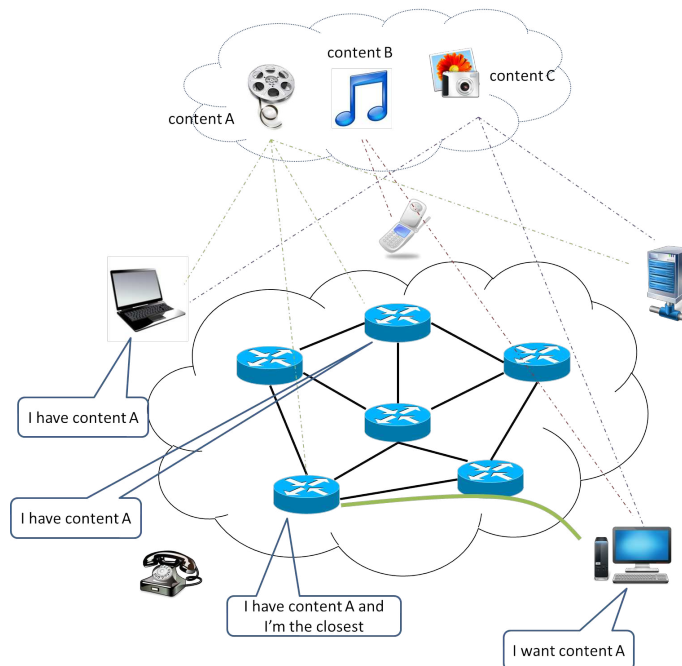 content B
content C
content A
I have content A
I have content A
I have content A and
I'm the closest
I want content A